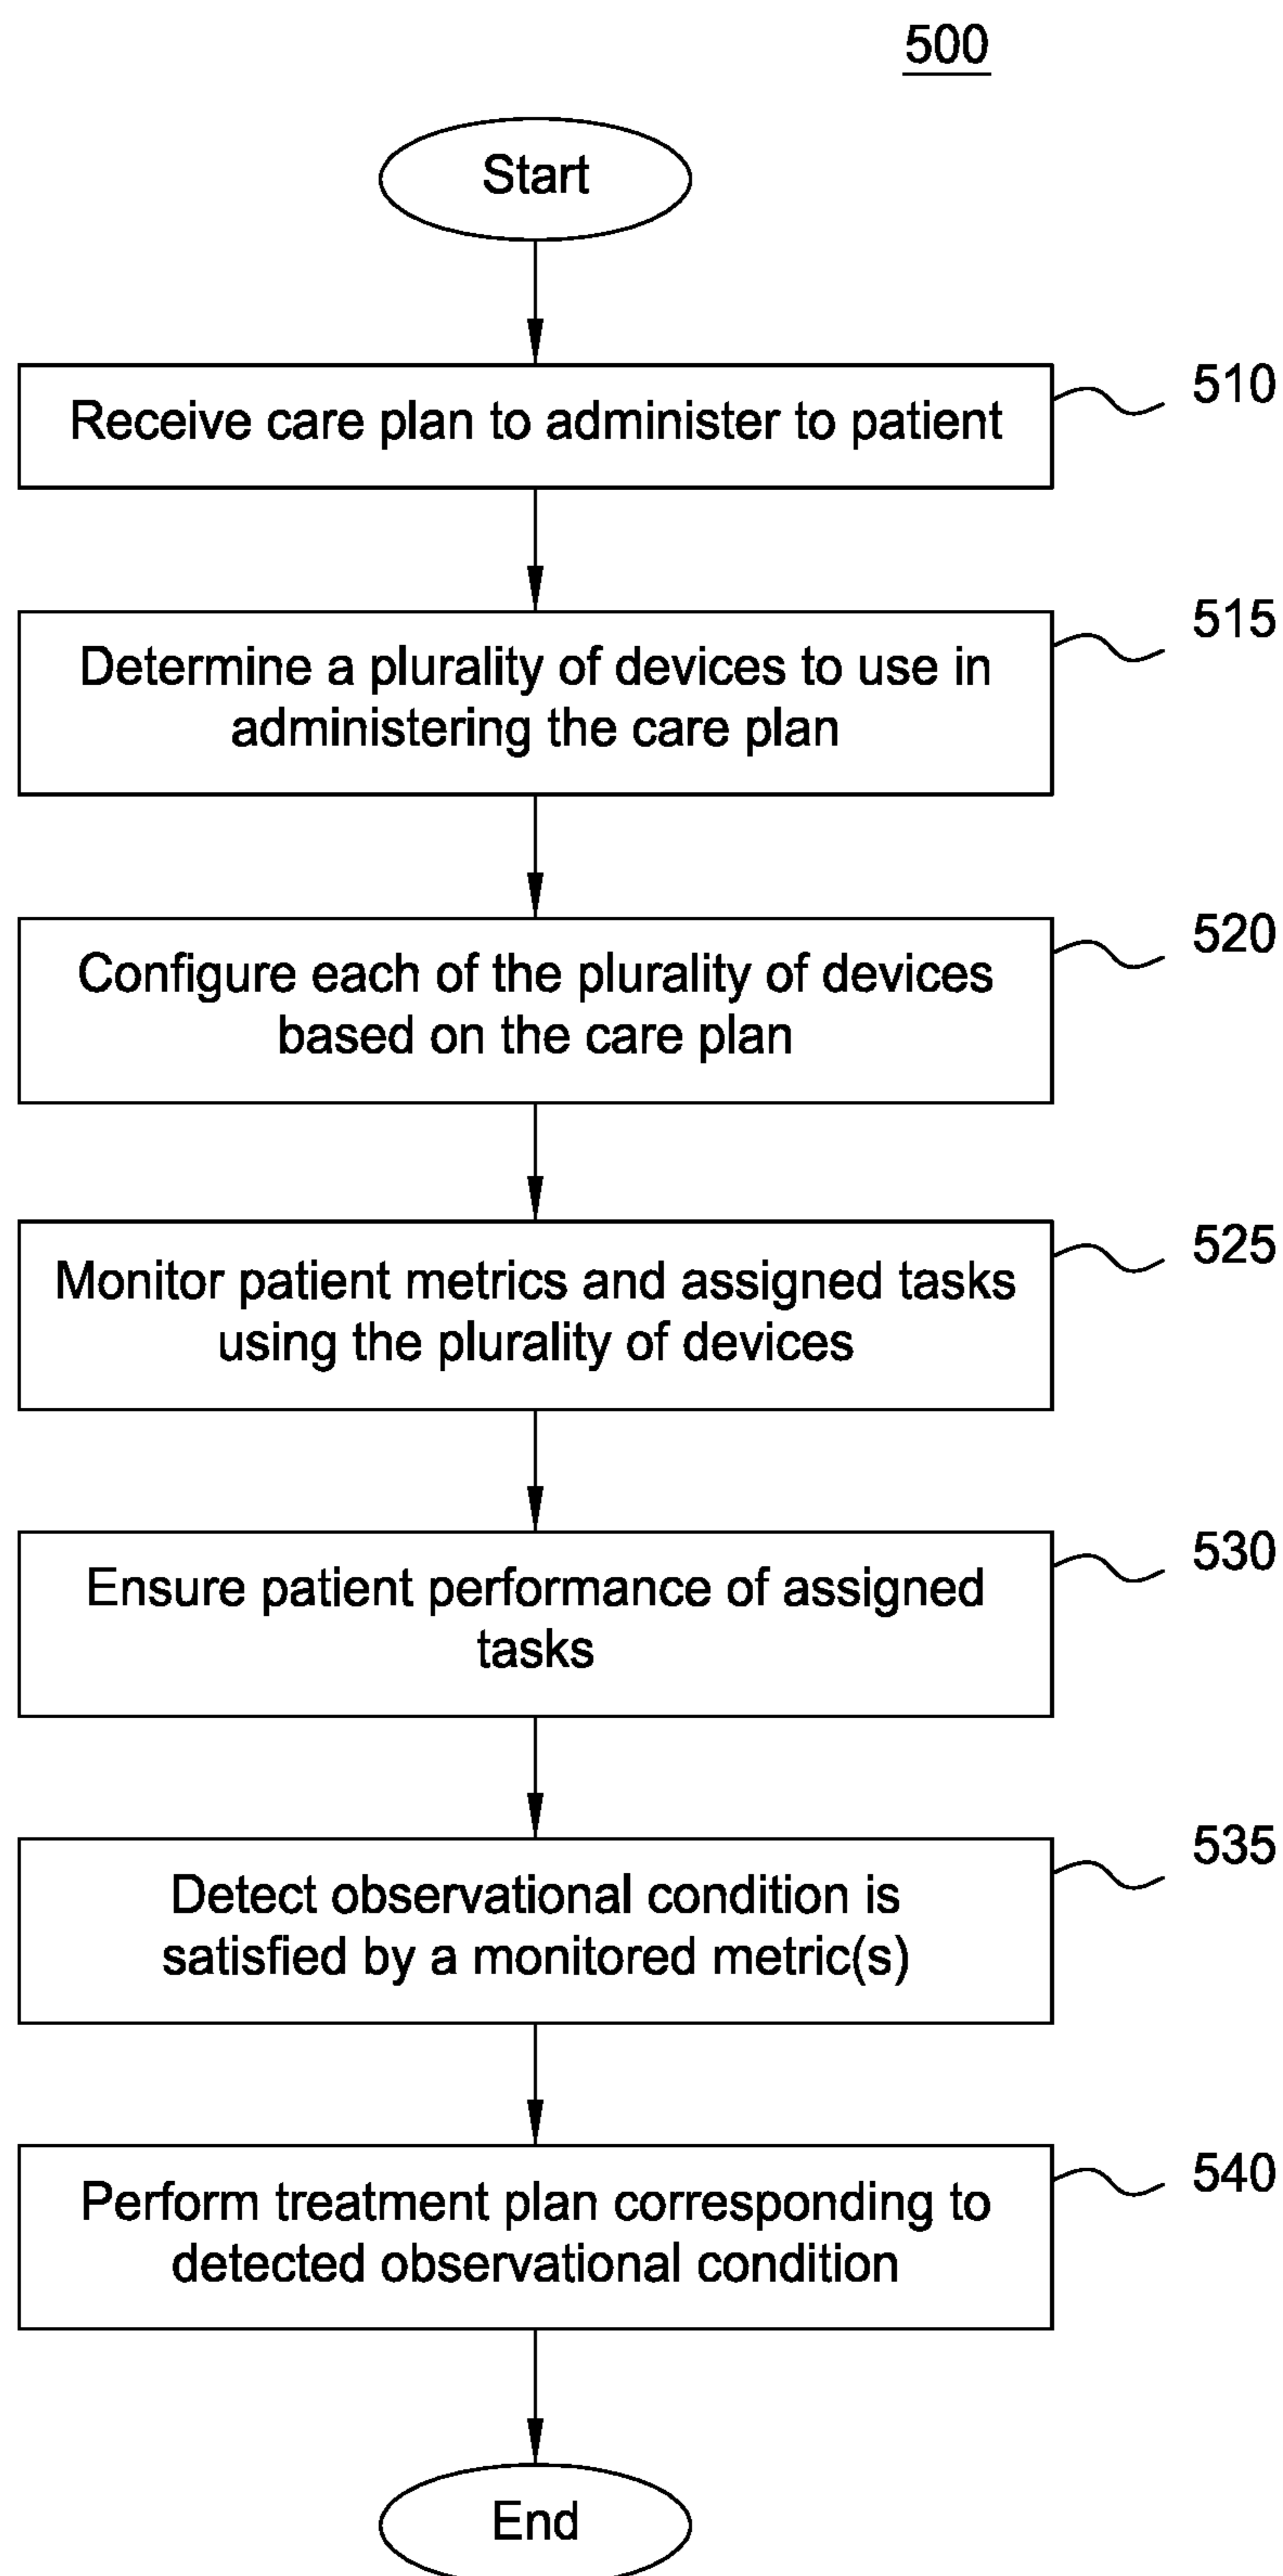 500
Start
Receive care plan to administer to patient
510
Determine a plurality of devices to use in
administering the care plan
515
Configure each of the plurality of devices
based on the care plan
520
Monitor patient metrics and assigned tasks
using the plurality of devices
525
Ensure patient performance of assigned
tasks
530
Detect observational condition is
satisfied by a monitored metric(s)
535
Perform treatment plan corresponding to
detected observational condition
540
End